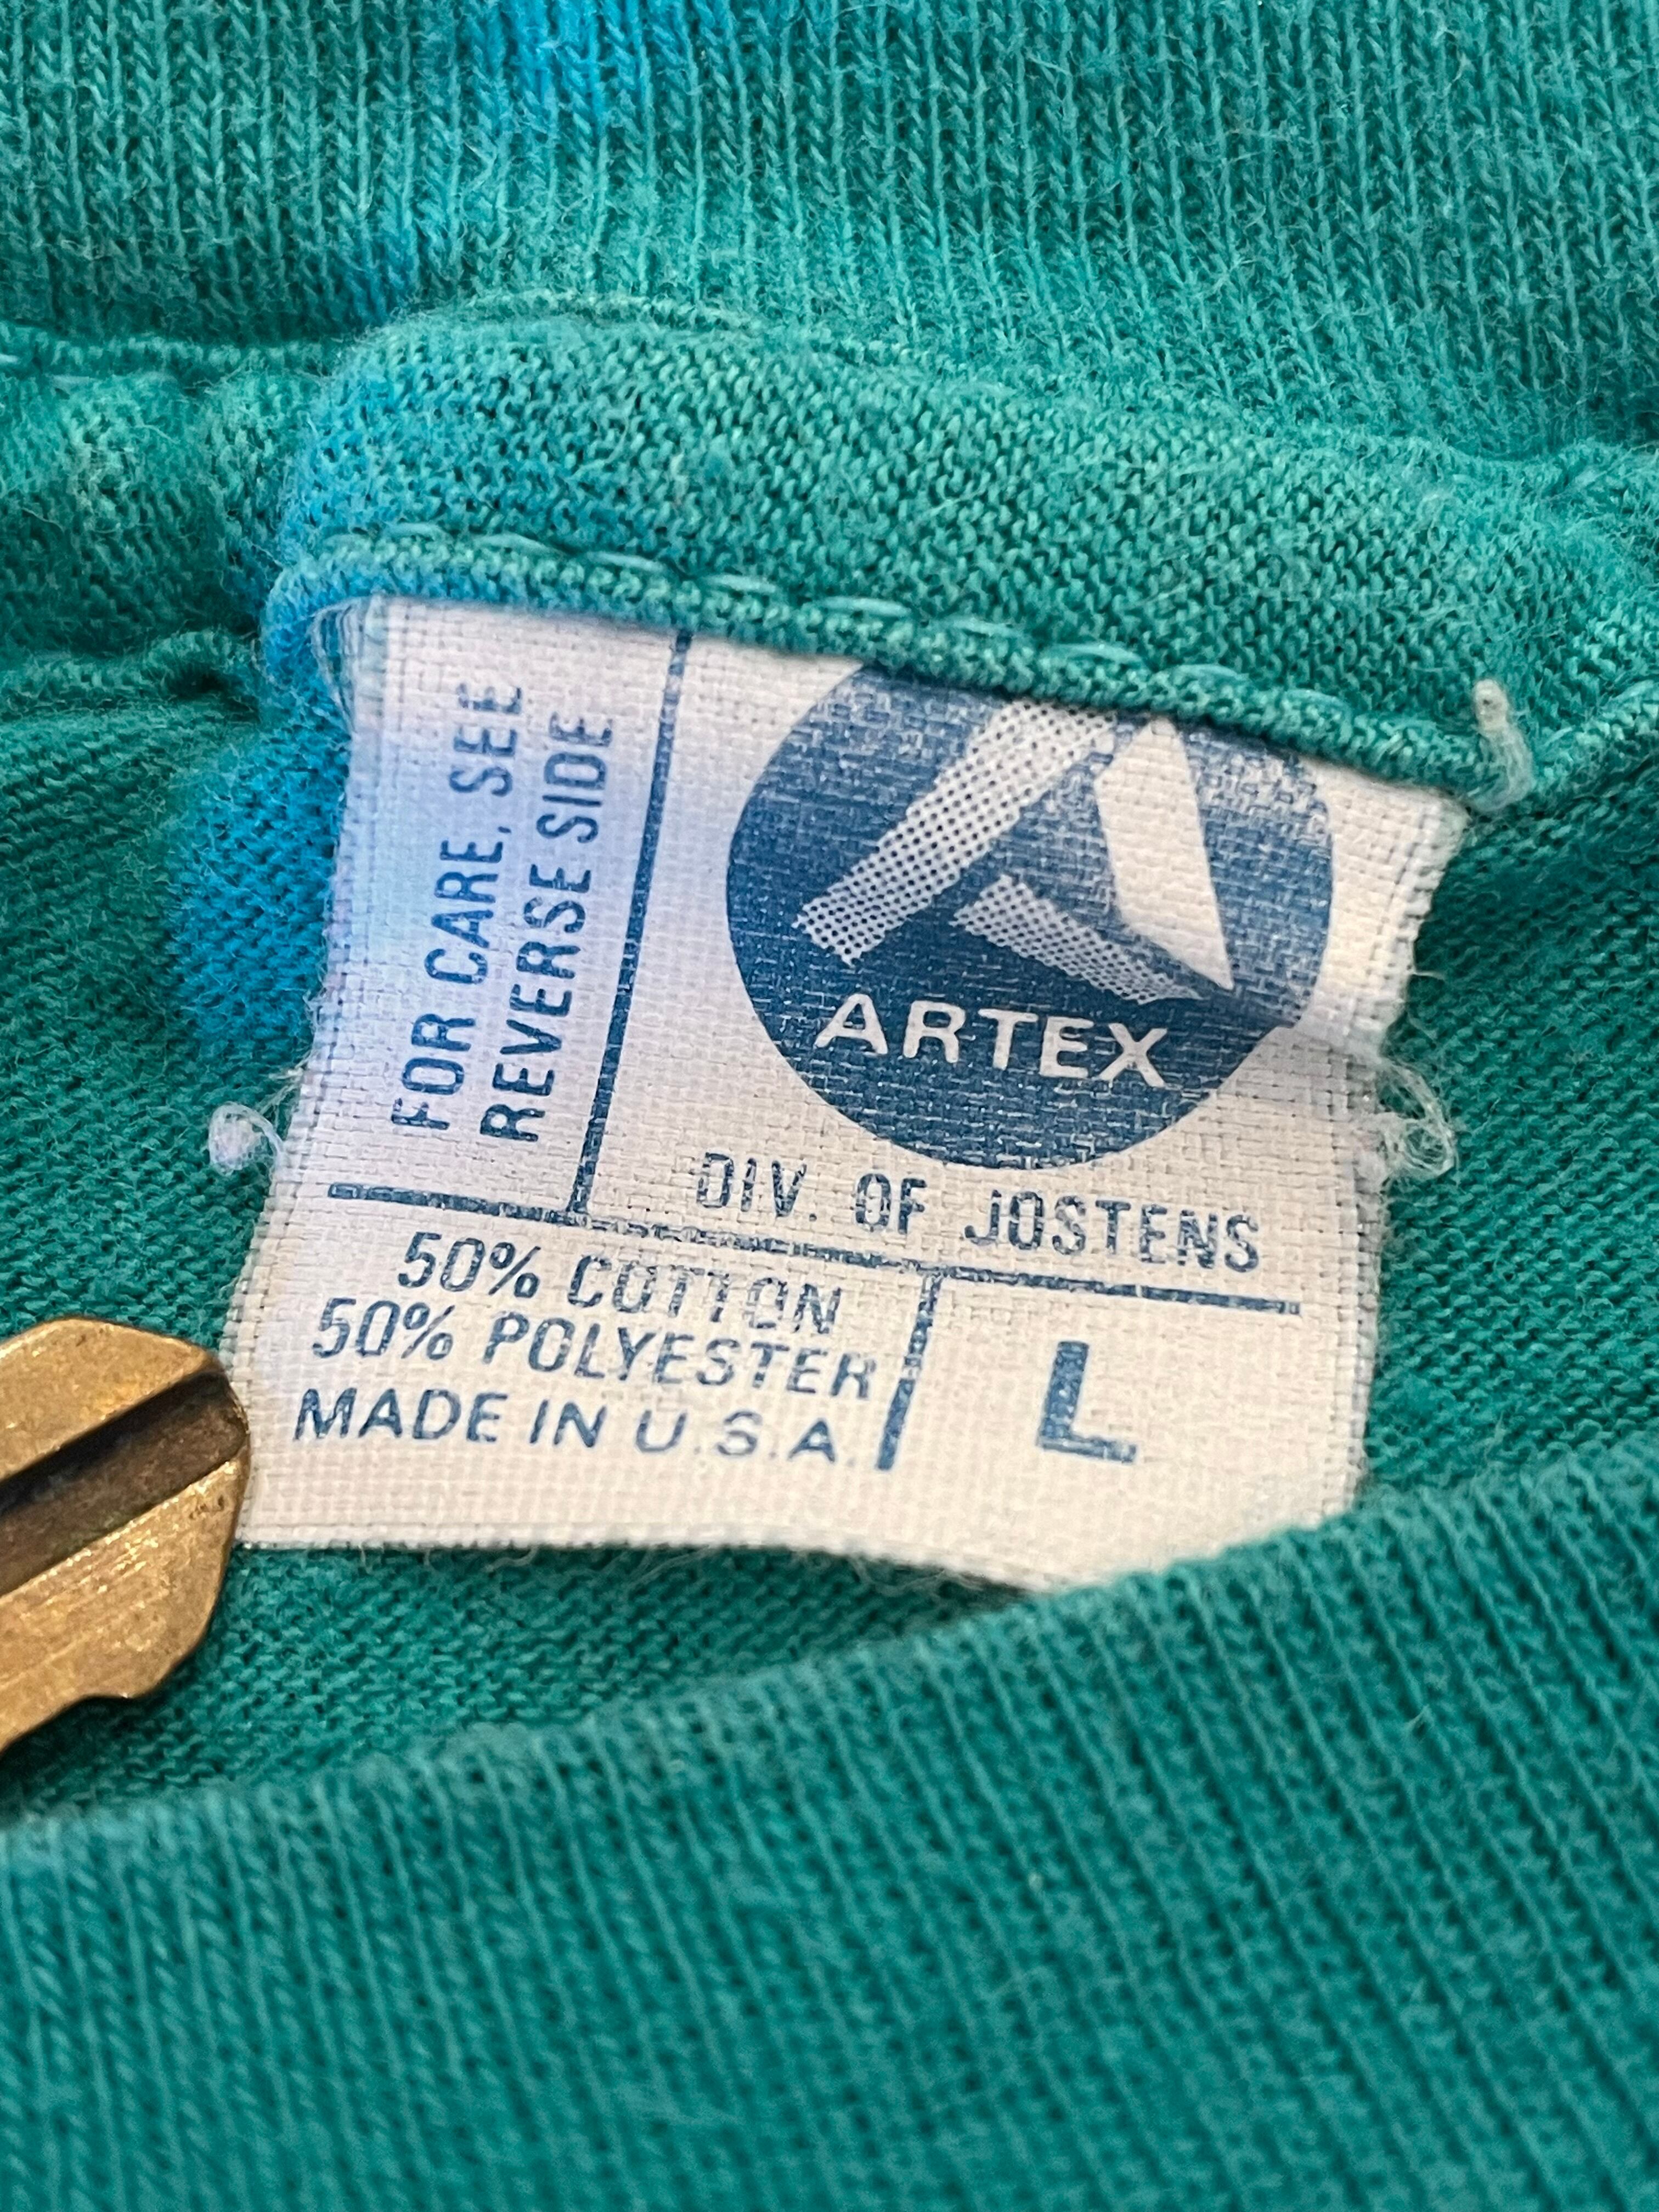 FOR CARE, SEE
REVERSE SIDE
ARTEX
DIV. OF JOSTENS
50% COTTON
50% POLYESTER
MADE IN U.S.A.
L